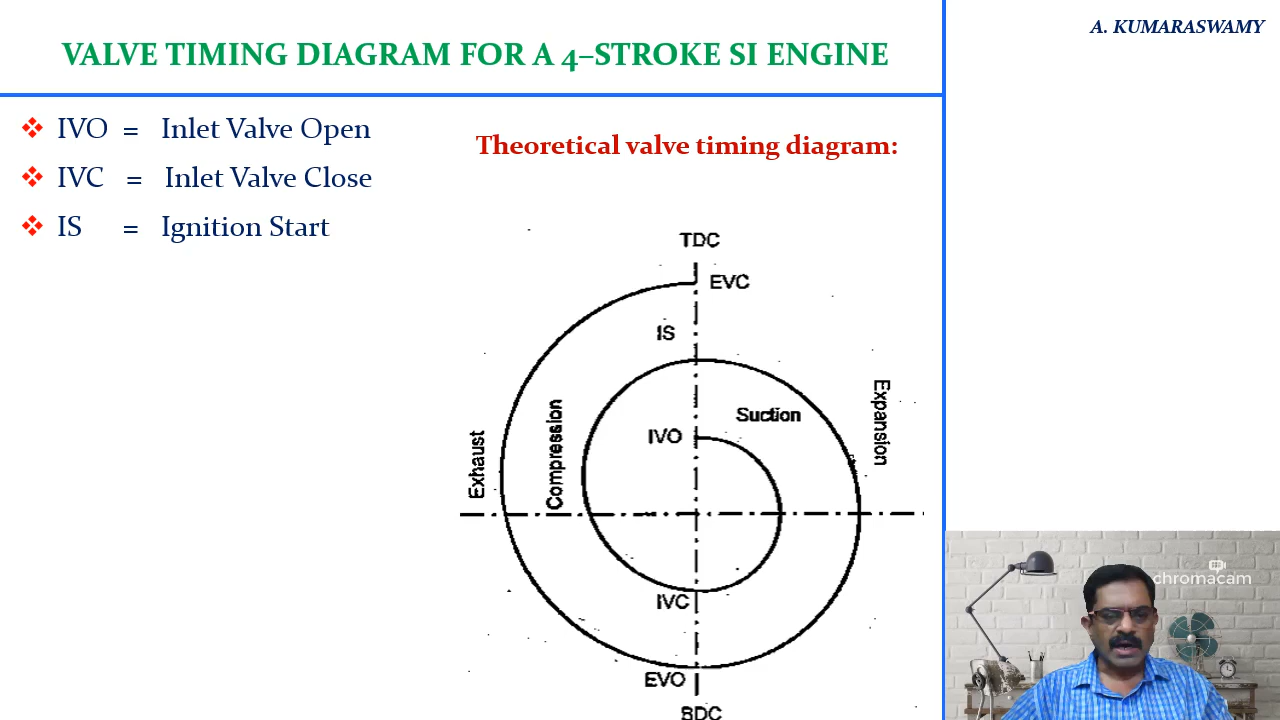 A. KUMARASWAMY
VALVE TIMING DIAGRAM FOR A 4–STROKE SI ENGINE
❖ IVO = Inlet Valve Open
❖ IVC = Inlet Valve Close
❖ IS = Ignition Start
Theoretical valve timing diagram:
TDC
EVC
IS
Expansion
Compression
Suction
Exhaust
IVO
IVC
EVO
BDC
chromacam